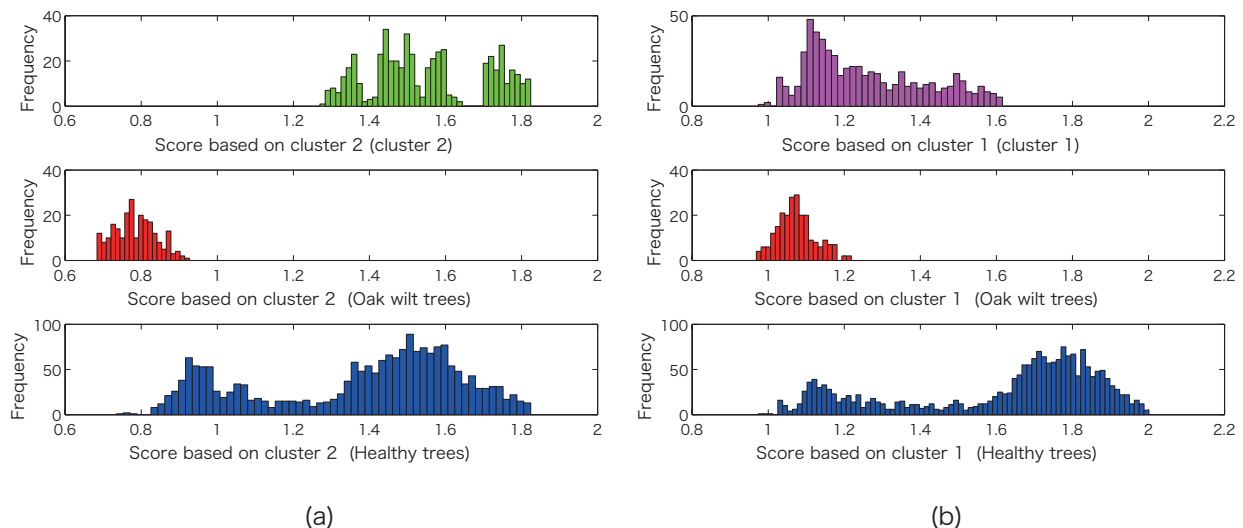 40
20
0
Frequency
0.6 0.8 1 1.2 1.4 1.6 1.8 2
Score based on cluster 2 (cluster 2)
40
20
0
Frequency
0.6 0.8 1 1.2 1.4 1.6 1.8 2
Score based on cluster 2 (Oak wilt trees)
100
50
0
Frequency
0.6 0.8 1 1.2 1.4 1.6 1.8 2
Score based on cluster 2 (Healthy trees)
(a)
50
0
Frequency
0.8 1 1.2 1.4 1.6 1.8 2 2.2
Score based on cluster 1 (cluster 1)
40
20
0
Frequency
0.8 1 1.2 1.4 1.6 1.8 2 2.2
Score based on cluster 1 (Oak wilt trees)
100
50
0
Frequency
0.8 1 1.2 1.4 1.6 1.8 2 2.2
Score based on cluster 1 (Healthy trees)
(b)